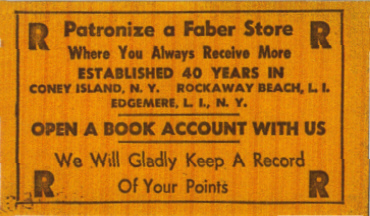 R Patronize a Faber Store R
Where You Always Receive More
ESTABLISHED 40 YEARS IN
CONEY ISLAND, N. Y. ROCKAWAY BEACH, L. I.
EDGEMERE, L. I., N. Y.
OPEN A BOOK ACCOUNT WITH US
We Will Gladly Keep A Record
R Of Your Points R